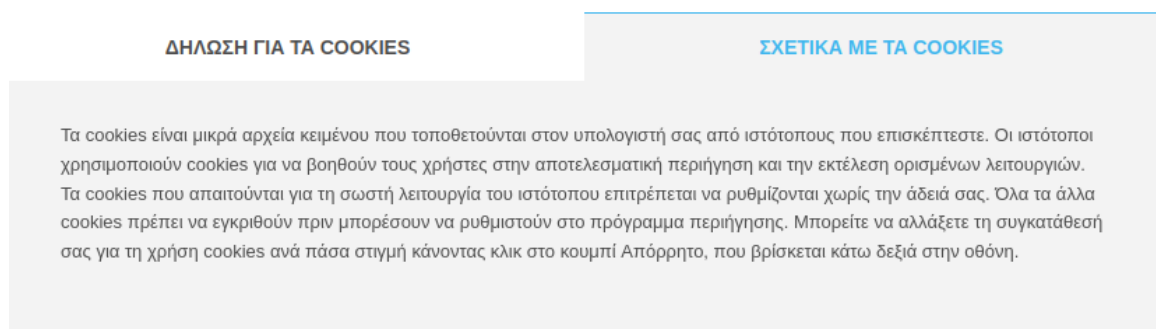 ΔΗΛΩΣΗ ΓΙΑ ΤΑ COOKIES
ΣΧΕΤΙΚΑ ΜΕ ΤΑ COOKIES
Τα cookies είναι μικρά αρχεία κειμένου που τοποθετούνται στον υπολογιστή σας από ιστότοπους που επισκέπτεστε. Οι ιστότοποι
χρησιμοποιούν cookies για να βοηθούν τους χρήστες στην αποτελεσματική περιήγηση και την εκτέλεση ορισμένων λειτουργιών.
Τα cookies που απαιτούνται για τη σωστή λειτουργία του ιστότοπου επιτρέπεται να ρυθμίζονται χωρίς την άδειά σας. Όλα τα άλλα
cookies πρέπει να εγκριθούν πριν μπορέσουν να ρυθμιστούν στο πρόγραμμα περιήγησης. Μπορείτε να αλλάξετε τη συγκατάθεσή
σας για τη χρήση cookies ανά πάσα στιγμή κάνοντας κλικ στο κουμπί Απόρρητο, που βρίσκεται κάτω δεξιά στην οθόνη.